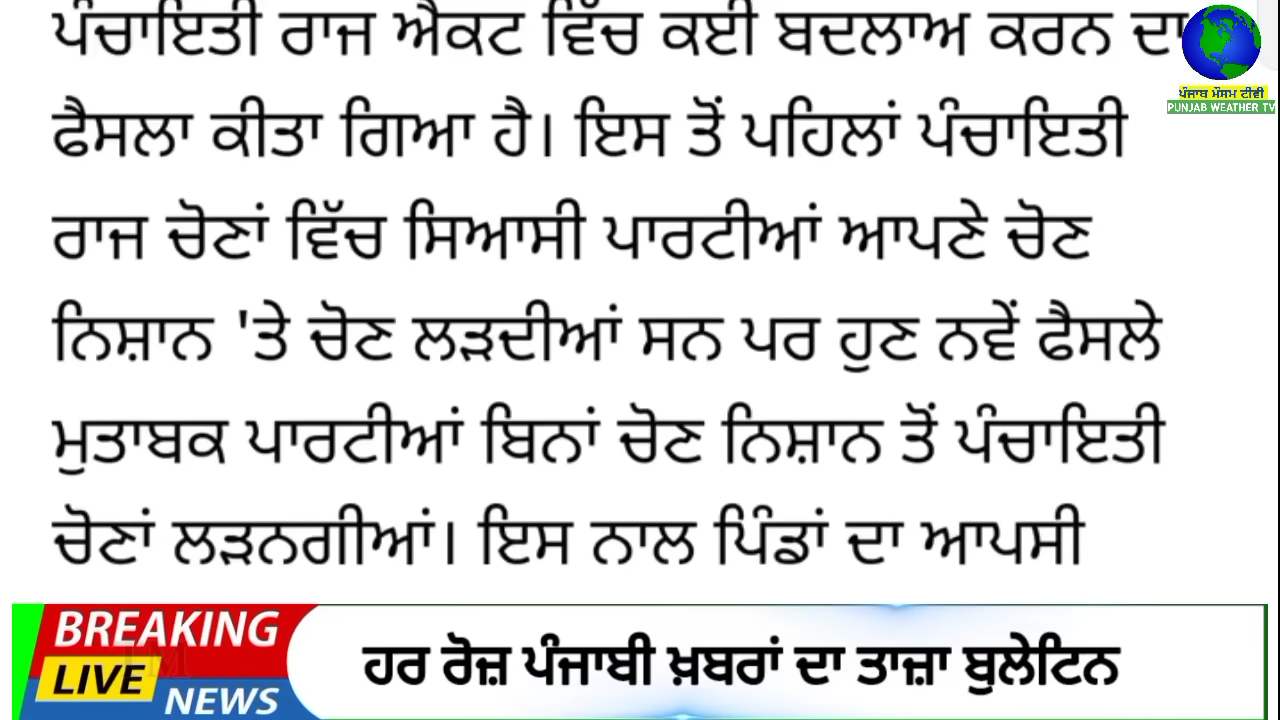 ਪੰਚਾਇਤੀ ਰਾਜ ਐਕਟ ਵਿੱਚ ਕਈ ਬਦਲਾਅ ਕਰਨ ਦਾ
ਫੈਸਲਾ ਕੀਤਾ ਗਿਆ ਹੈ। ਇਸ ਤੋਂ ਪਹਿਲਾਂ ਪੰਚਾਇਤੀ
ਰਾਜ ਚੋਣਾਂ ਵਿੱਚ ਸਿਆਸੀ ਪਾਰਟੀਆਂ ਆਪਣੇ ਚੋਣ
ਨਿਸ਼ਾਨ 'ਤੇ ਚੋਣ ਲੜਦੀਆਂ ਸਨ ਪਰ ਹੁਣ ਨਵੇਂ ਫੈਸਲੇ
ਮੁਤਾਬਕ ਪਾਰਟੀਆਂ ਬਿਨਾਂ ਚੋਣ ਨਿਸ਼ਾਨ ਤੋਂ ਪੰਚਾਇਤੀ
ਚੋਣਾਂ ਲੜਨਗੀਆਂ। ਇਸ ਨਾਲ ਪਿੰਡਾਂ ਦਾ ਆਪਸੀ
ਪੰਜਾਬ ਮੌਸਮ ਟੀਵੀ
PUNJAB WEATHER TV
BREAKING
LIVE
NEWS
ਹਰ ਰੋਜ਼ ਪੰਜਾਬੀ ਖ਼ਬਰਾਂ ਦਾ ਤਾਜ਼ਾ ਬੁਲੇਟਿਨ